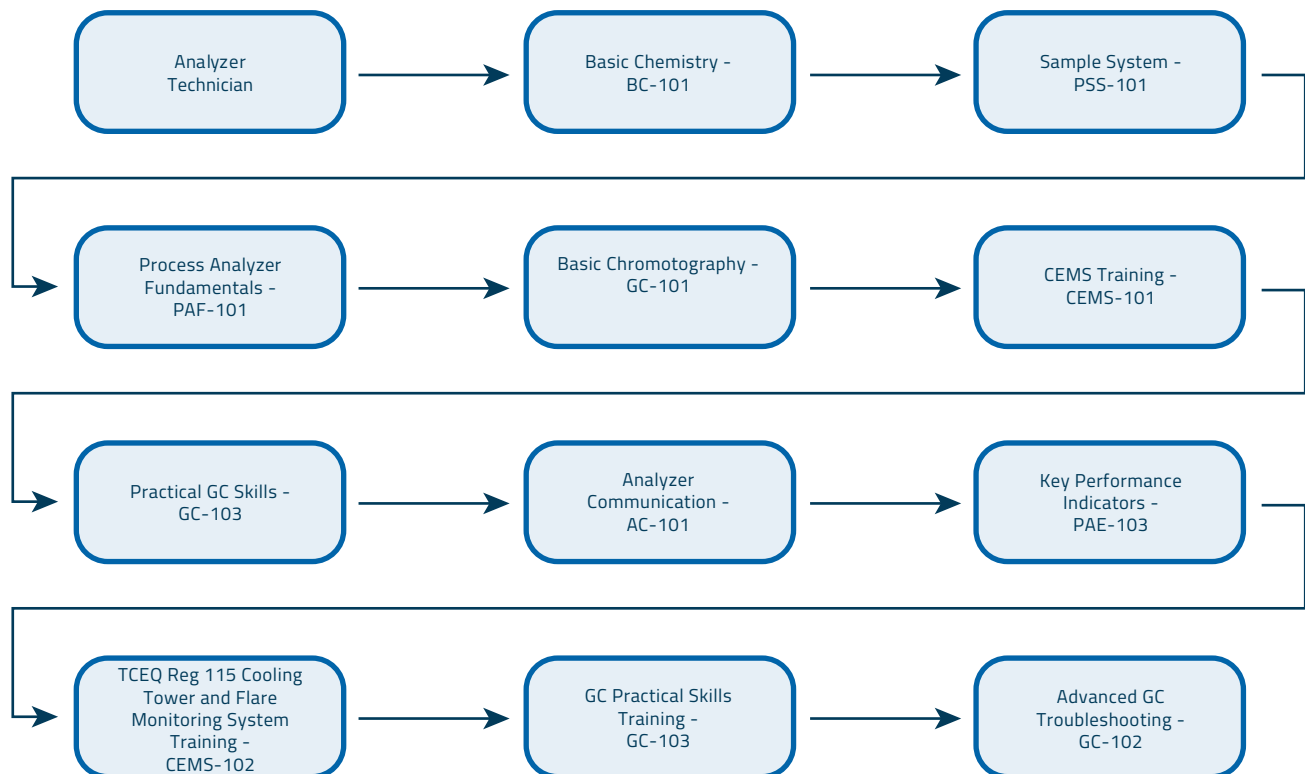 Analyzer
Technician
Basic Chemistry -
BC-101
Sample System -
PSS-101
Process Analyzer
Fundamentals -
PAF-101
Basic Chromotography -
GC-101
CEMS Training -
CEMS-101
Practical GC Skills -
GC-103
Analyzer
Communication -
AC-101
Key Performance
Indicators -
PAE-103
TCEQ Reg 115 Cooling
Tower and Flare
Monitoring System
Training -
CEMS-102
GC Practical Skills
Training -
GC-103
Advanced GC
Troubleshooting -
GC-102